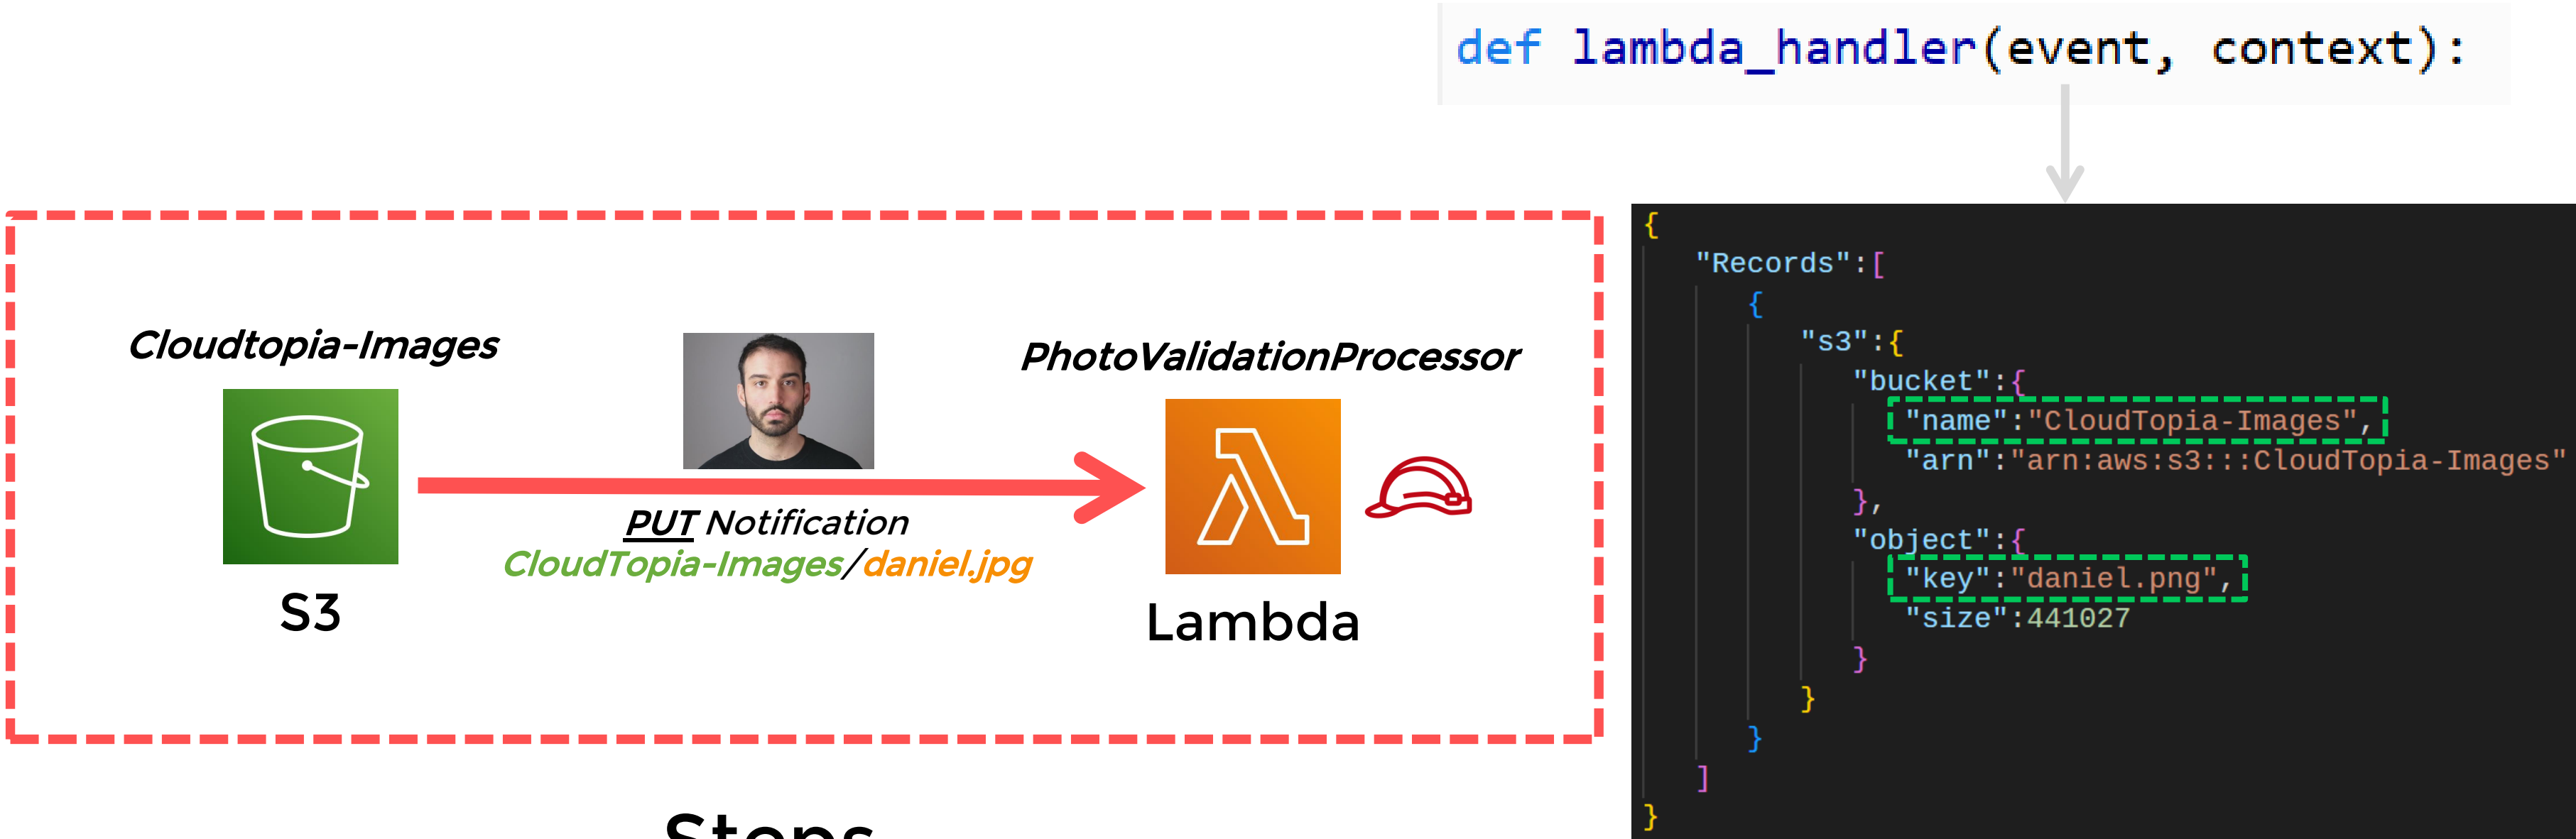 def lambda_handler(event, context):
Cloudtopia-Images
S3
PUT Notification
CloudTopia-Images/daniel.jpg
PhotoValidationProcessor
Lambda
{
"Records":[
{
"s3":{
"bucket":{
"name":"CloudTopia-Images",
"arn":"arn:aws:s3:::CloudTopia-Images"
},
"object":{
"key":"daniel.png",
"size":441027
}
}
}
]
}
Steps